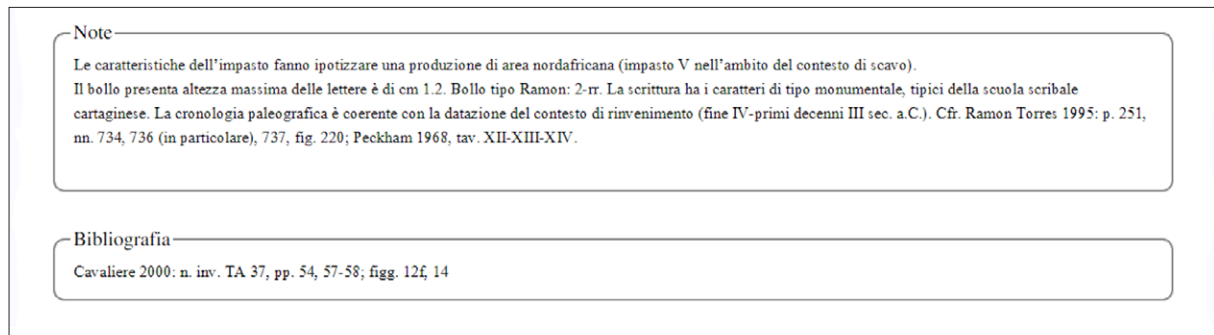 Note
Le caratteristiche dell'impasto fanno ipotizzare una produzione di area nordafricana (impasto V nell'ambito del contesto di scavo).
Il bollo presenta altezza massima delle lettere è di cm 1.2. Bollo tipo Ramon: 2-rr. La scrittura ha i caratteri di tipo monumentale, tipici della scuola scribale
cartaginese. La cronologia paleografica è coerente con la datazione del contesto di rinvenimento (fine IV-primi decenni III sec. a.C.). Cfr. Ramon Torres 1995: p. 251,
nn. 734, 736 (in particolare), 737, fig. 220; Peckham 1968, tav. XII-XIII-XIV.
Bibliografia
Cavaliere 2000: n. inv. TA 37, pp. 54, 57-58; figg. 12f, 14